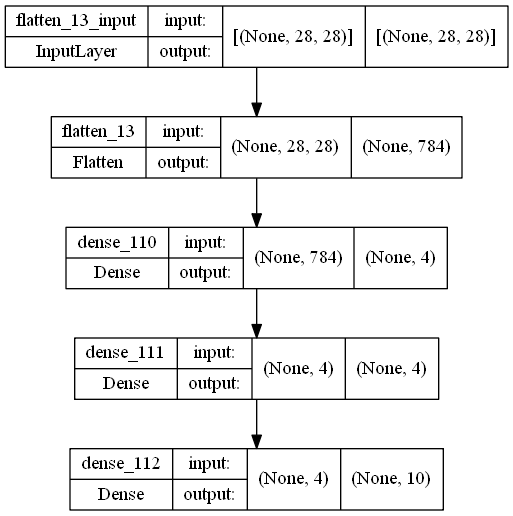 flatten_13_input input: [(None, 28, 28)] [(None, 28, 28)]
InputLayer output:
flatten_13 input: (None, 28, 28) (None, 784)
Flatten output:
dense_110 input: (None, 784) (None, 4)
Dense output:
dense_111 input: (None, 4) (None, 4)
Dense output:
dense_112 input: (None, 4) (None, 10)
Dense output: